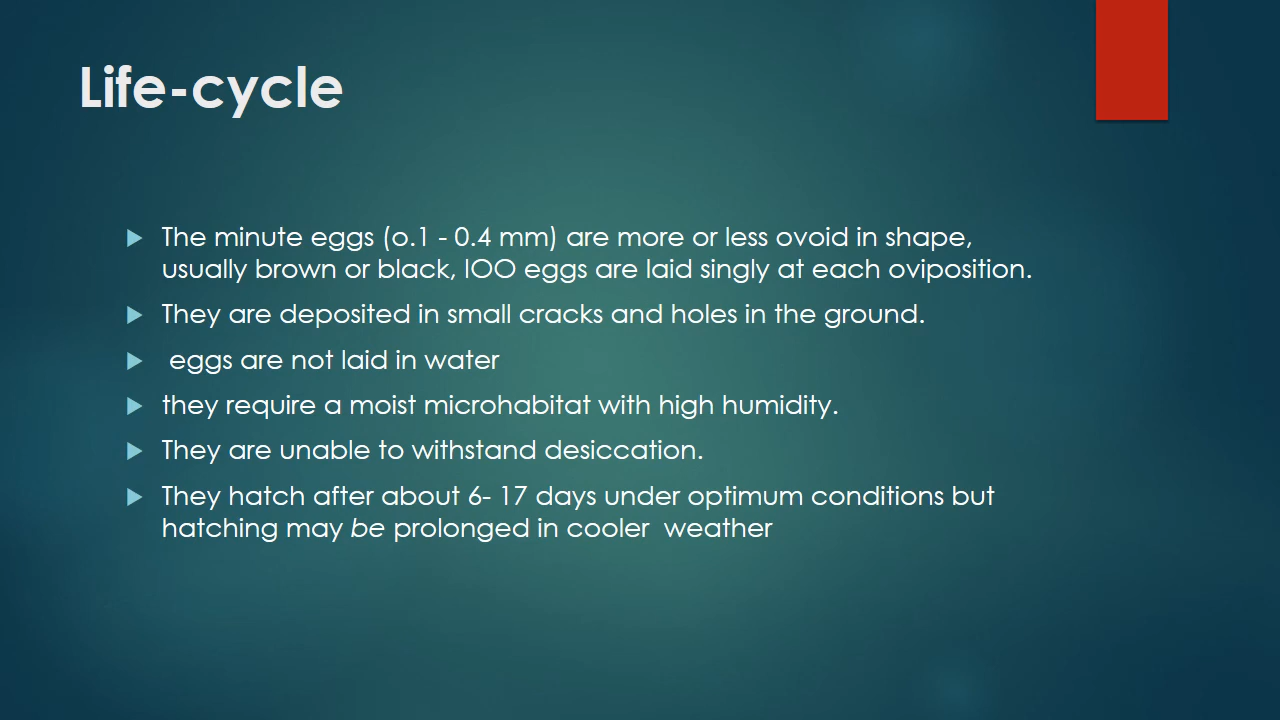 Life-cycle
The minute eggs (o.1 - 0.4 mm) are more or less ovoid in shape,
usually brown or black, lOO eggs are laid singly at each oviposition.
They are deposited in small cracks and holes in the ground.
eggs are not laid in water
they require a moist microhabitat with high humidity.
They are unable to withstand desiccation.
They hatch after about 6- 17 days under optimum conditions but
hatching may be prolonged in cooler  weather